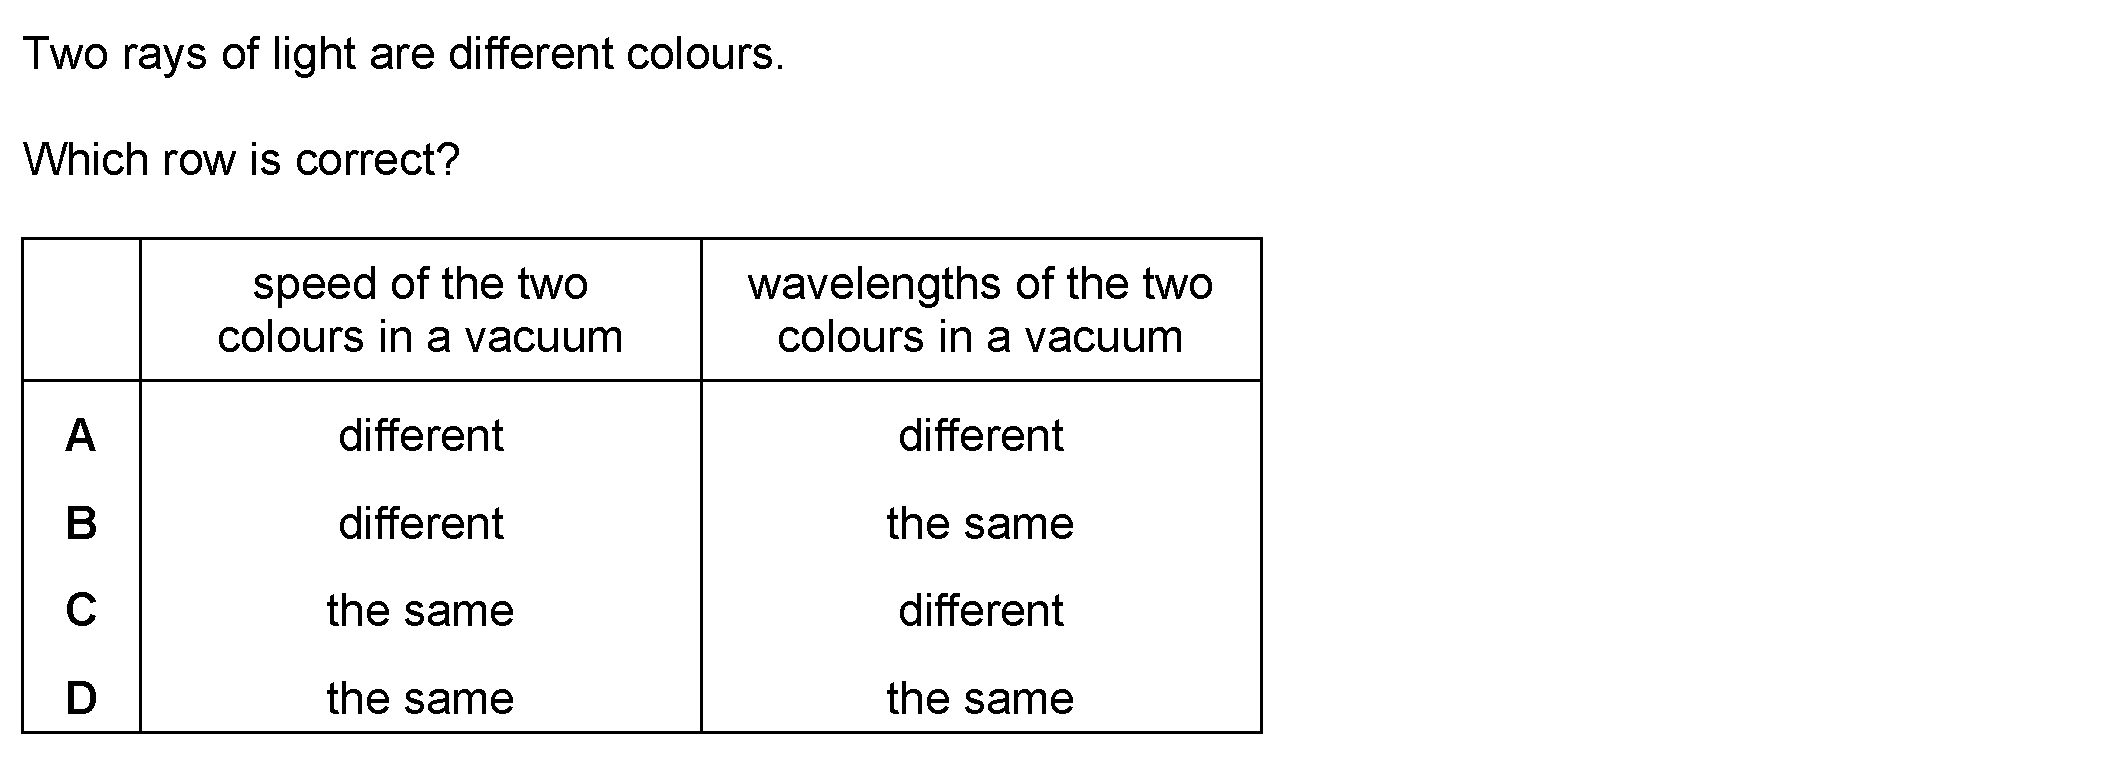 Two rays of light are different colours.
Which row is correct?
speed of the two colours in a vacuum
wavelengths of the two colours in a vacuum
A different different
B different the same
C the same different
D the same the same